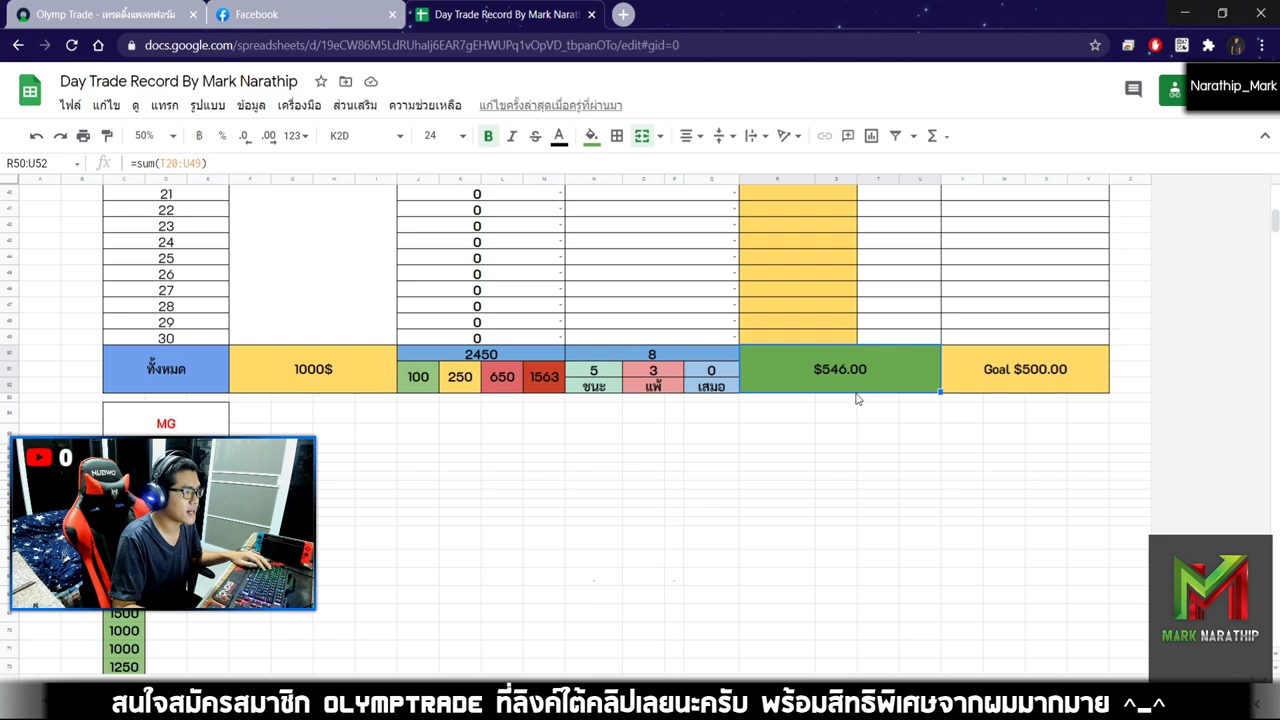 Olymp Trade - เทรดดิ้งแพลทฟอร์ม
Facebook
Day Trade Record By Mark Narat
docs.google.com/spreadsheets/d/19eCW86M5LdRUhaIj6EAR7gEHWUPq1vOpVD_tbpanOTo/edit#gid=0
Day Trade Record By Mark Narathip
Narathip_Mark
ไฟล์ แก้ไข ดู แทรก รูปแบบ ข้อมูล เครื่องมือ ส่วนเสริม ความช่วยเหลือ แก้ไขครั้งล่าสุดเมื่อครู่ที่ผ่านมา
50% ฿ % .0 .00 123 K2D 24 B I S A Σ
R50:U52 fx =sum(T20:U49)
21 0
22 0
23 0
24 0
25 0
26 0
27 0
28 0
29 0
30 0
ทั้งหมด 1000$ 2450 8 $546.00 Goal $500.00
100 250 650 1563 5 3 0
ชนะ แพ้ เสมอ
MG
0
NUBWO
1500
1000
1000
1250
MARK NARATHIP
สนใจสมัครสมาชิก OLYMPTRADE ที่ลิงค์ใต้คลิปเลยนะครับ พร้อมสิทธิพิเศษจากผมมากมาย ^_^